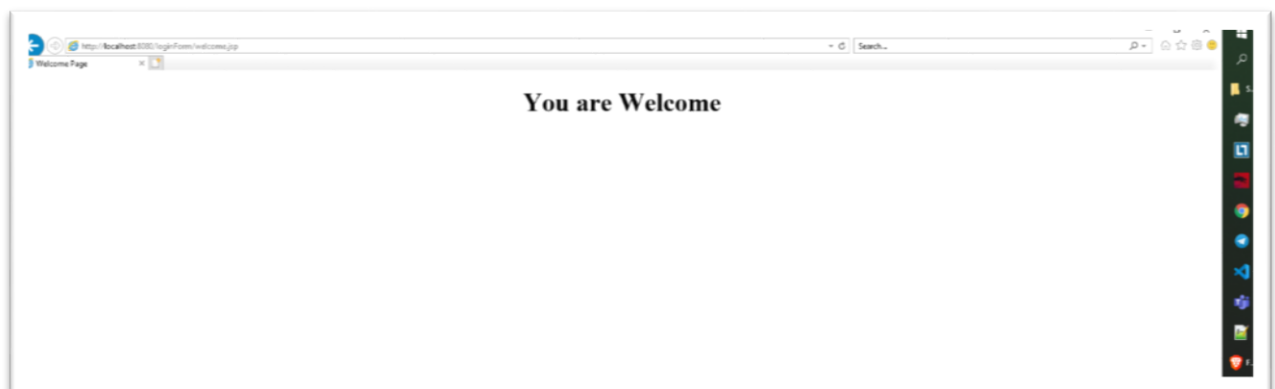 http://localhost:8080/loginForm/welcome.jsp
Search...
Welcome Page
You are Welcome
S.
F.